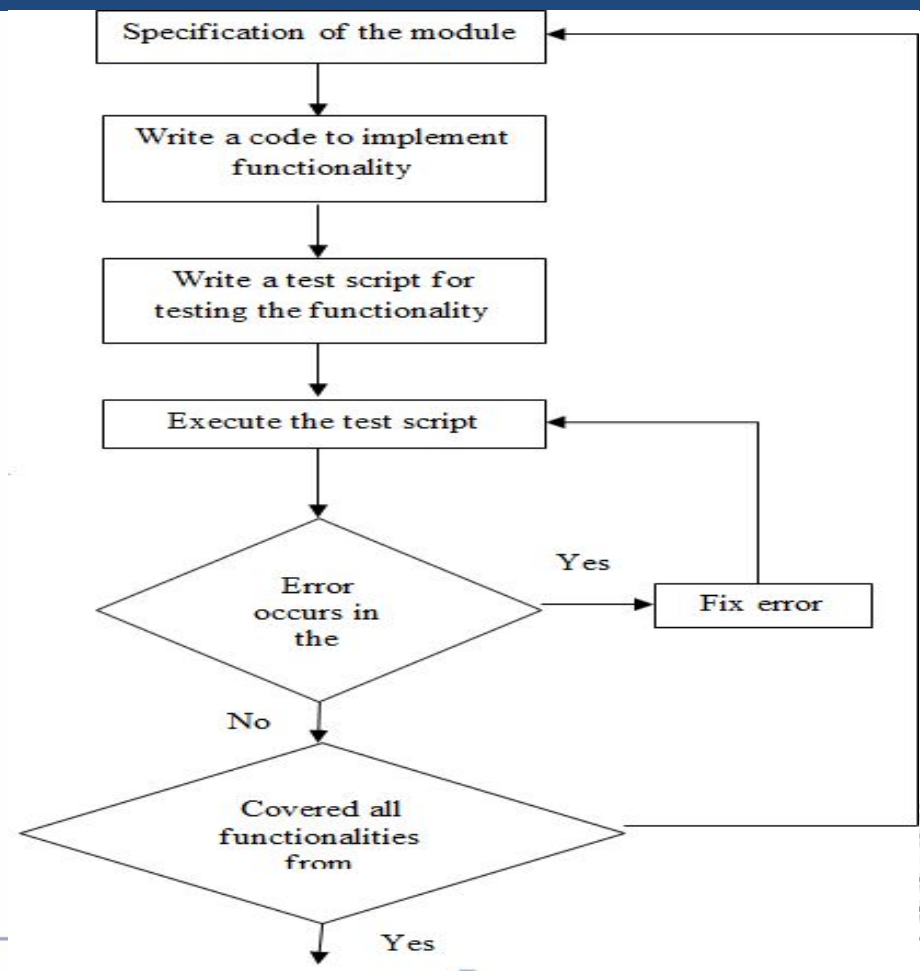 Specification of the module
Write a code to implement
functionality
Write a test script for
testing the functionality
Execute the test script
Error
occurs in
the
Yes
Fix error
No
Covered all
functionalities
from
Yes